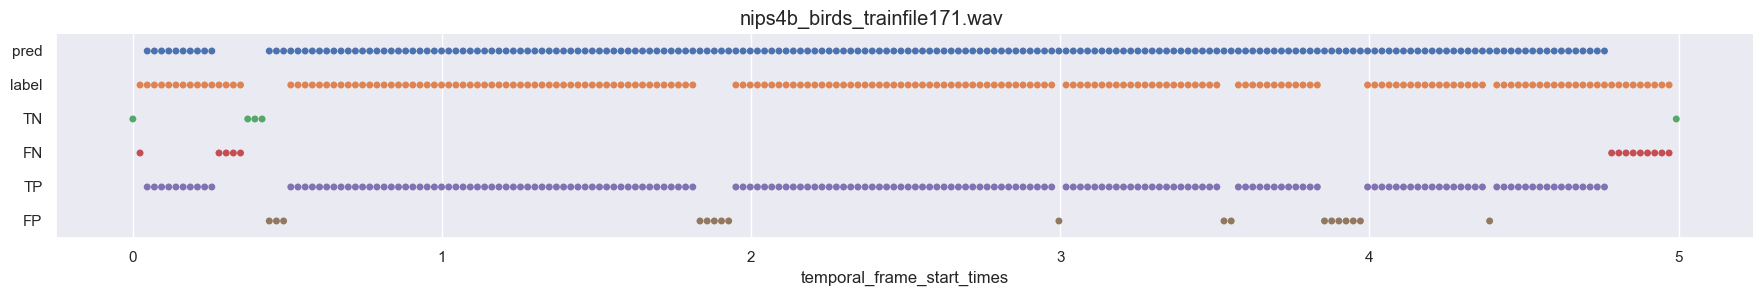 nips4b_birds_trainfile171.wav
pred
label
TN
FN
TP
FP
0 1 2 3 4 5
temporal_frame_start_times